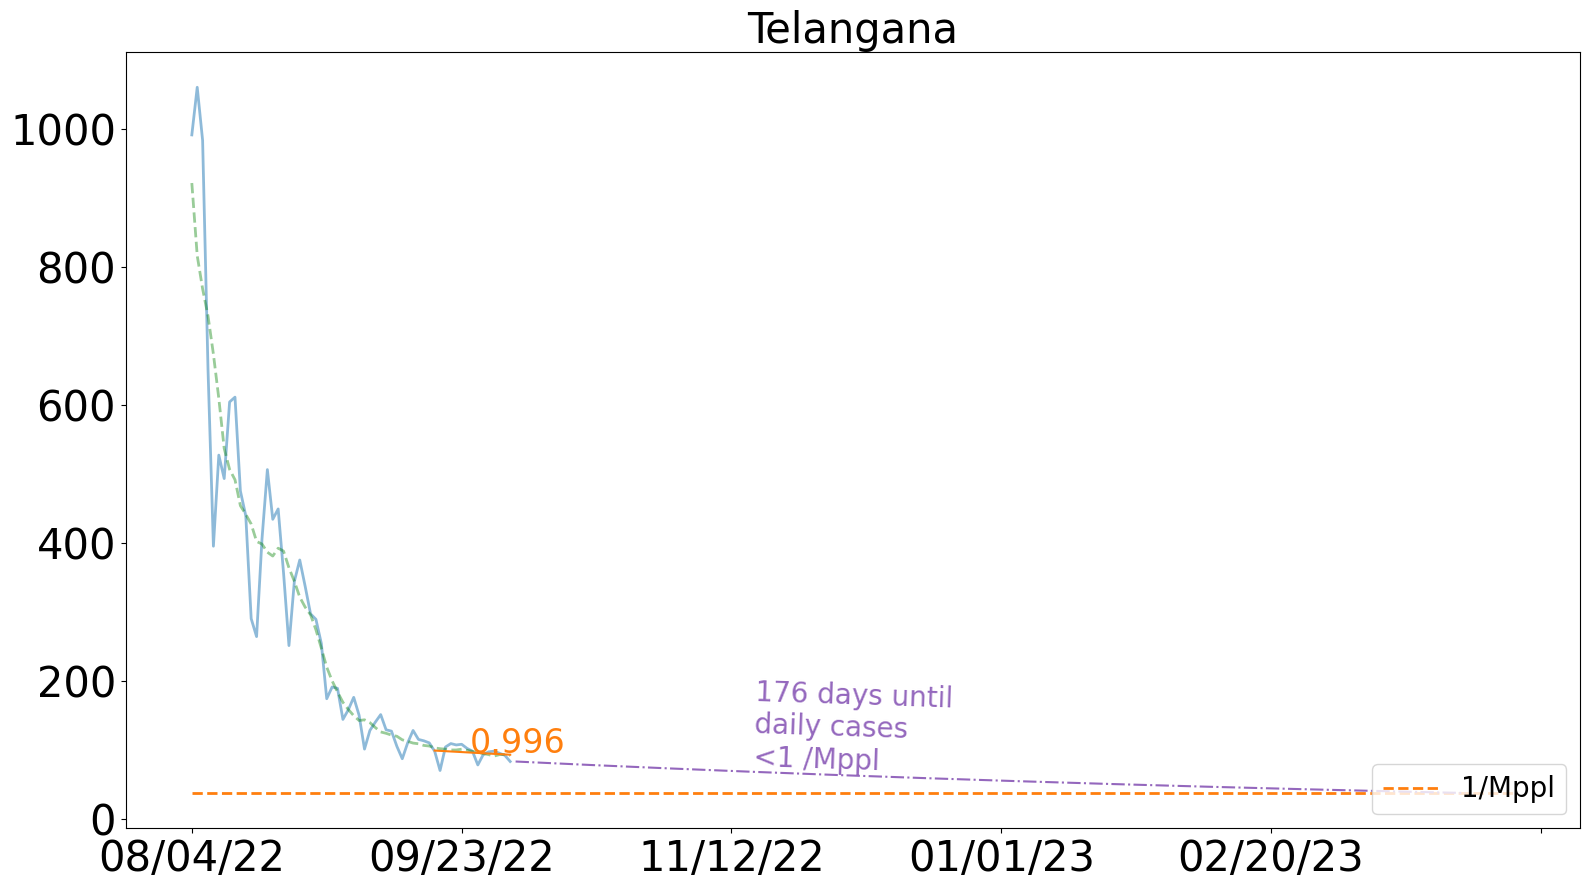 Telangana
1000
800
600
400
200
0
0.996
176 days until
daily cases
<1 /Mppl
1/Mppl
08/04/22
09/23/22
11/12/22
01/01/23
02/20/23